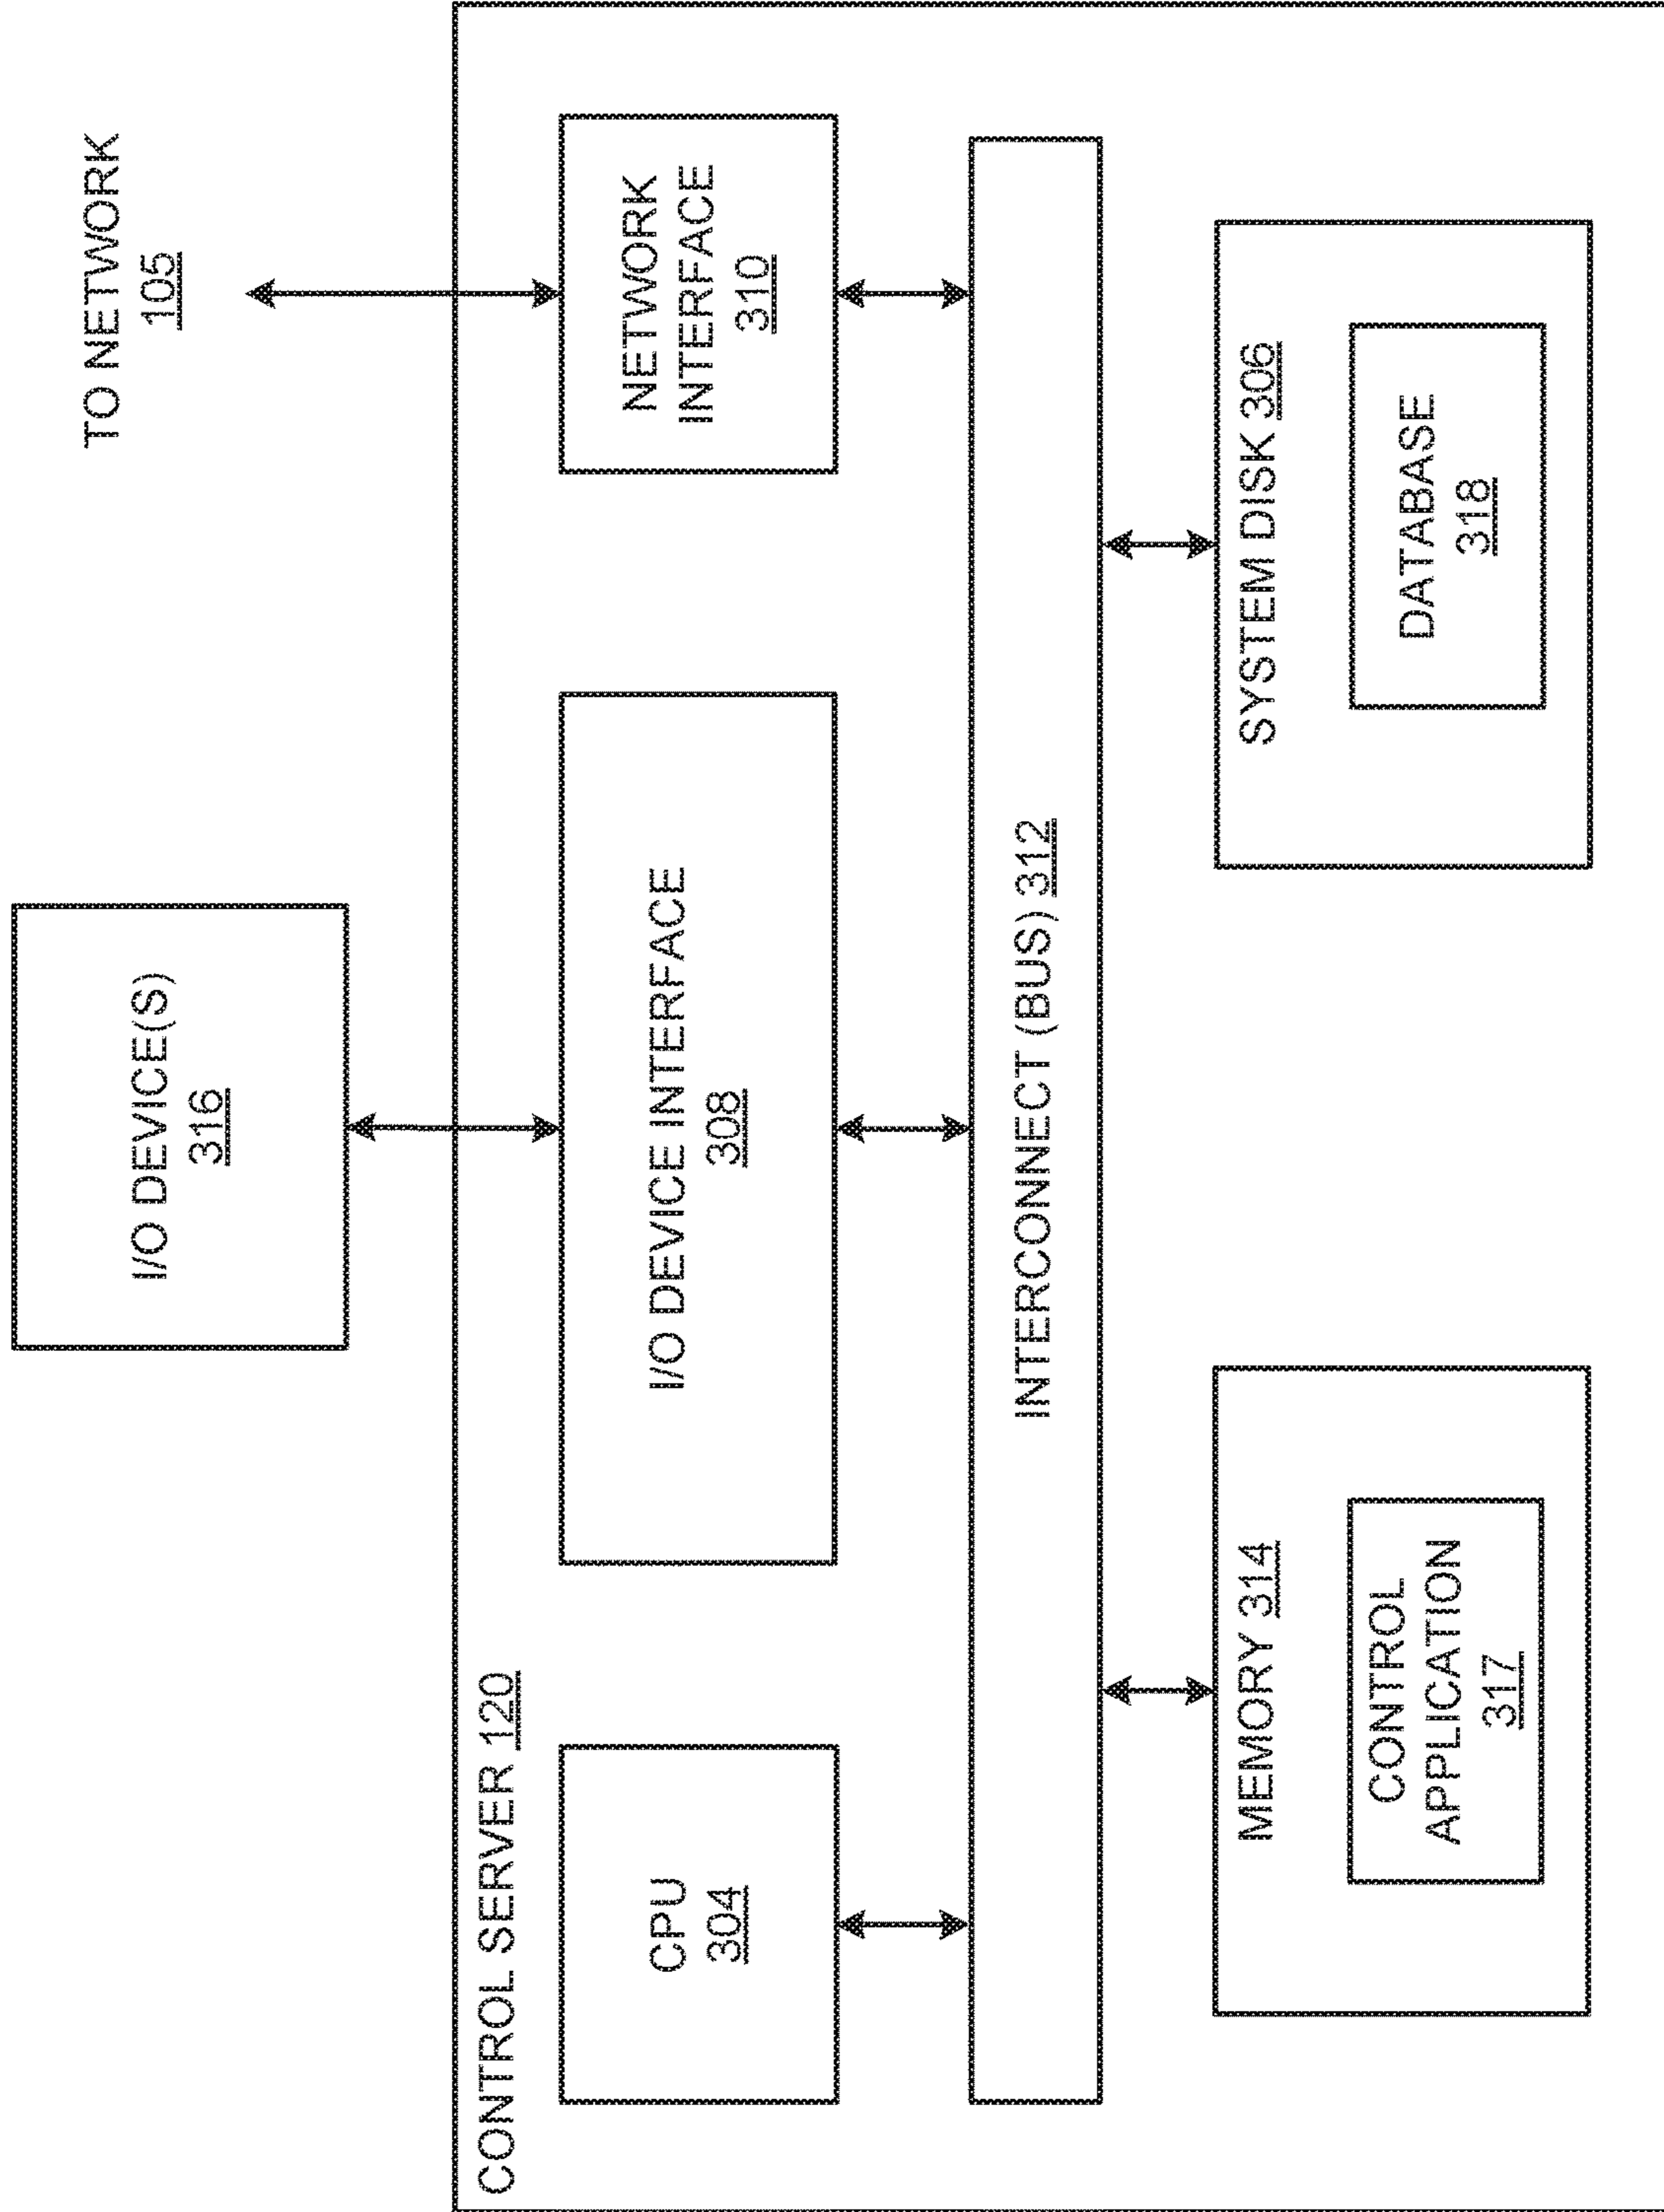 I/O DEVICE(S)
316
TO NETWORK
105
CONTROL SERVER 120
CPU
304
I/O DEVICE INTERFACE
308
NETWORK
INTERFACE
310
INTERCONNECT (BUS) 312
MEMORY 314
CONTROL
APPLICATION
317
SYSTEM DISK 306
DATABASE
318